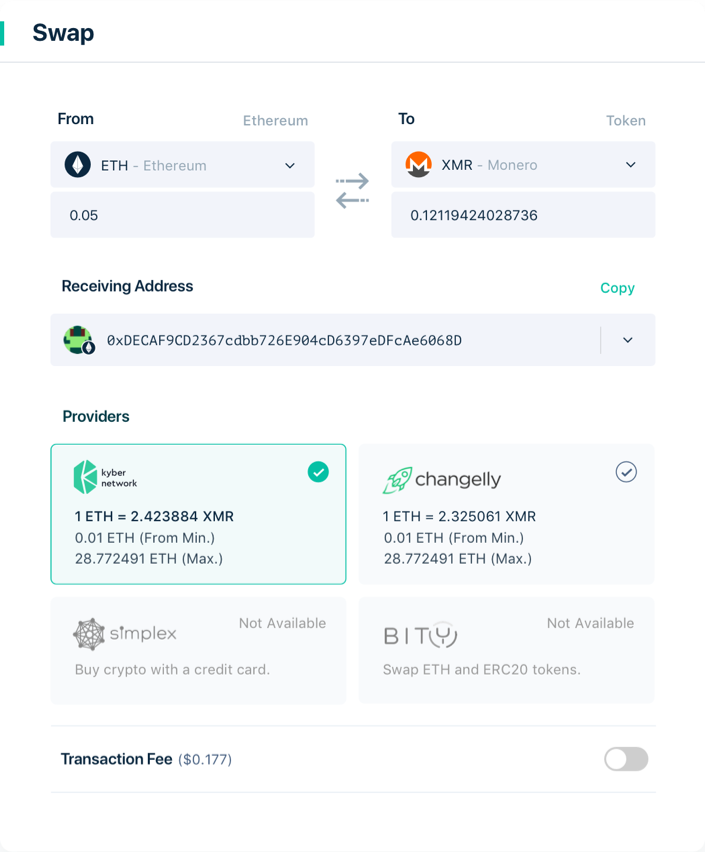 Swap
From
Ethereum
To
Token
ETH - Ethereum
XMR - Monero
0.05
0.12119424028736
Receiving Address
Copy
0xDECAF9CD2367cdbb726E904cD6397eDFcAe6068D
Providers
kyber
network
1 ETH = 2.423884 XMR
0.01 ETH (From Min.)
28.772491 ETH (Max.)
changelly
1 ETH = 2.325061 XMR
0.01 ETH (From Min.)
28.772491 ETH (Max.)
simplex
Not Available
Buy crypto with a credit card.
BITY
Not Available
Swap ETH and ERC20 tokens.
Transaction Fee ($0.177)